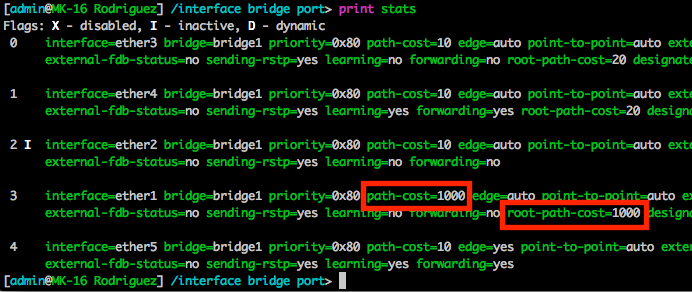 [admin@MK-16 Rodriguez] /interface bridge port> print stats
Flags: X - disabled, I - inactive, D - dynamic
0 interface=ether3 bridge=bridge1 priority=0x80 path-cost=10 edge=auto point-to-point=auto exte
external-fdb-status=no sending-rstp=yes learning=no forwarding=no root-path-cost=20 designate
1 interface=ether4 bridge=bridge1 priority=0x80 path-cost=10 edge=auto point-to-point=auto exte
external-fdb-status=no sending-rstp=yes learning=yes forwarding=yes root-path-cost=20
2 I interface=ether2 bridge=bridge1 priority=0x80 path-cost=10 edge=auto point-to-point=auto exte
external-fdb-status=no sending-rstp=yes learning=no forwarding=no
3 interface=ether1 bridge=bridge1 priority=0x80 path-cost=1000 edge=auto point-to-point=auto ex
external-fdb-status=no sending-rstp=yes learning=no forwarding=no root-path-cost=1000 design
4 interface=ether5 bridge=bridge1 priority=0x80 path-cost=10 edge=yes point-to-point=auto exter
external-fdb-status=no sending-rstp=yes learning=yes forwarding=yes
[admin@MK-16 Rodriguez] /interface bridge port>